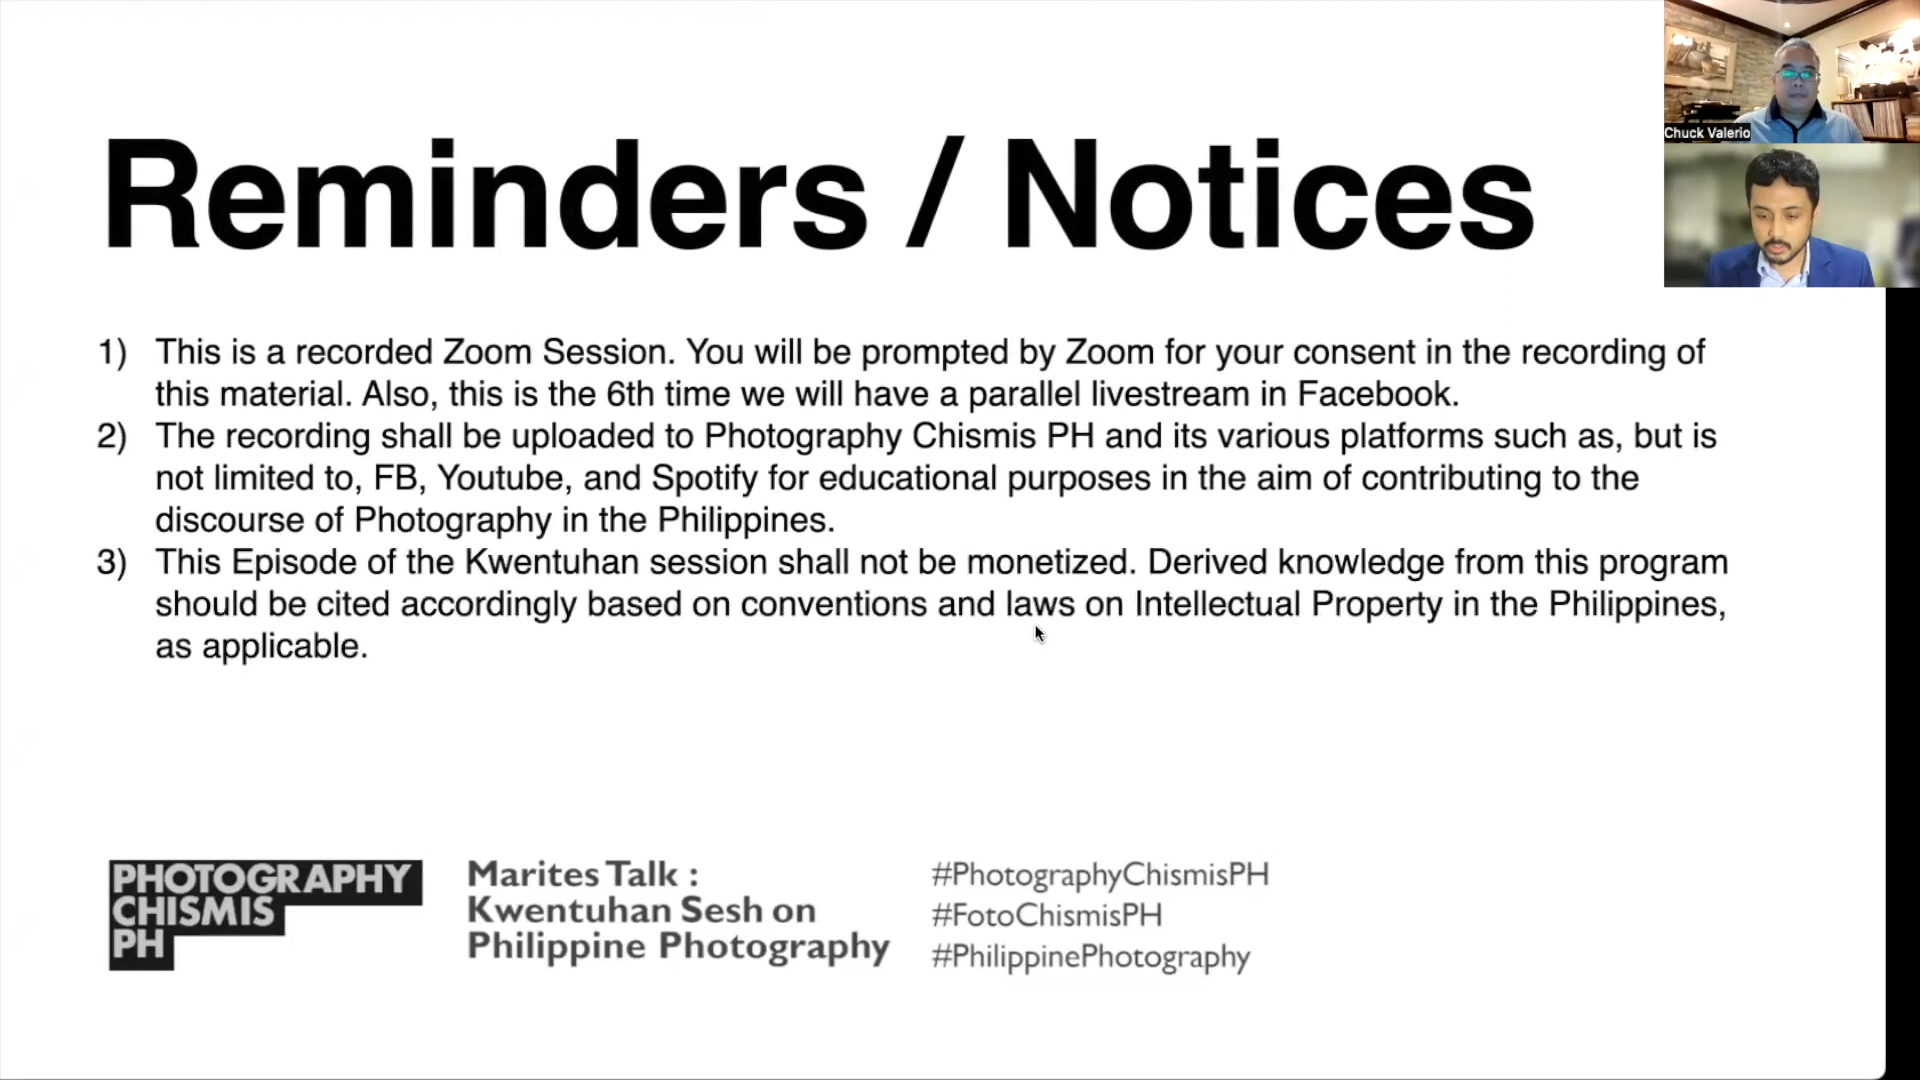 Reminders / Notices
Chuck Valerio
1) This is a recorded Zoom Session. You will be prompted by Zoom for your consent in the recording of
this material. Also, this is the 6th time we will have a parallel livestream in Facebook.
2) The recording shall be uploaded to Photography Chismis PH and its various platforms such as, but is
not limited to, FB, Youtube, and Spotify for educational purposes in the aim of contributing to the
discourse of Photography in the Philippines.
3) This Episode of the Kwentuhan session shall not be monetized. Derived knowledge from this program
should be cited accordingly based on conventions and laws on Intellectual Property in the Philippines,
as applicable.
PHOTOGRAPHY
CHISMIS
PH
Marites Talk :
Kwentuhan Sesh on
Philippine Photography
#PhotographyChismisPH
#FotoChismisPH
#PhilippinePhotography